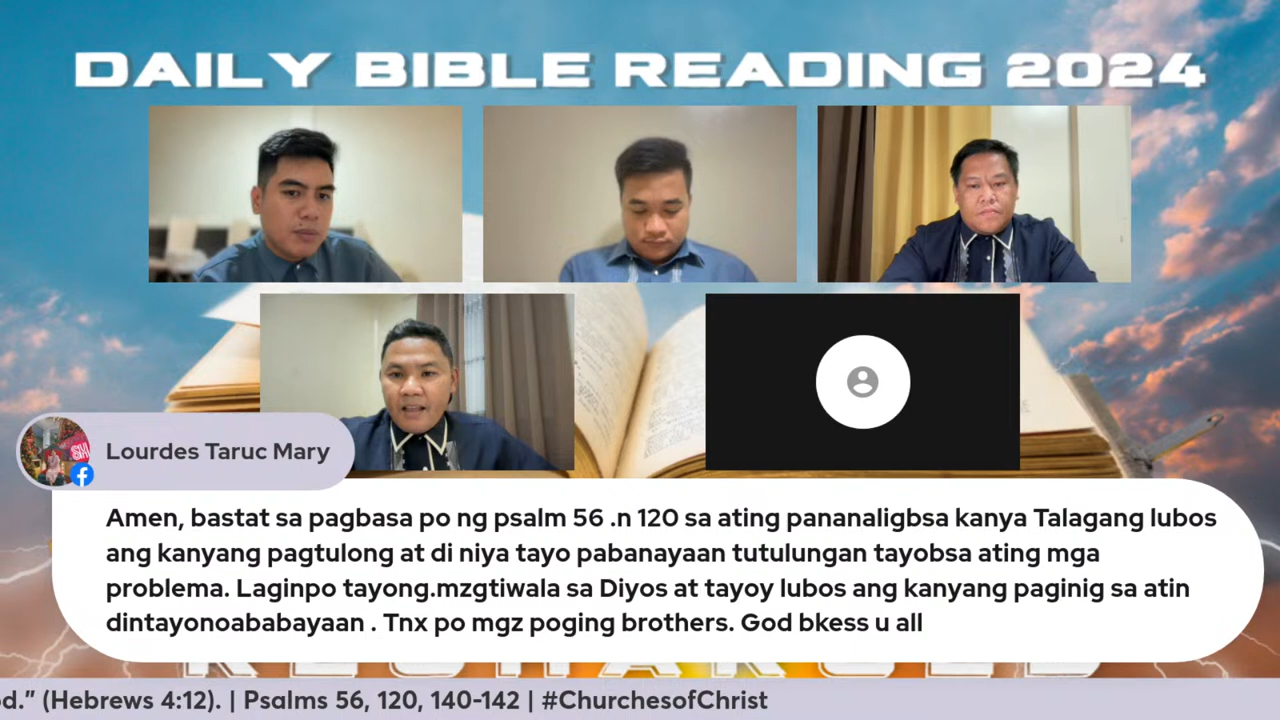 DAILY BIBLE READING 2024
Lourdes Taruc Mary
Amen, bastat sa pagbasa po ng psalm 56 .n 120 sa ating pananaligbsa kanya Talagang lubos
ang kanyang pagtulong at di niya tayo pabanayaan tutulungan tayobsa ating mga
problema. Laginpo tayong.mzgtiwala sa Diyos at tayoy lubos ang kanyang paginig sa atin
dintayonoababayaan . Tnx po mgz poging brothers. God bkess u all
d.” (Hebrews 4:12). | Psalms 56, 120, 140-142 | #ChurchesofChrist